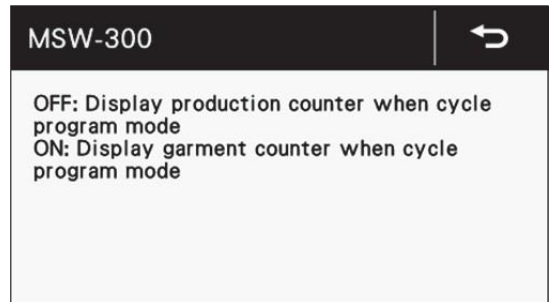 MSW-300
OFF: Display production counter when cycle
program mode
ON: Display garment counter when cycle
program mode